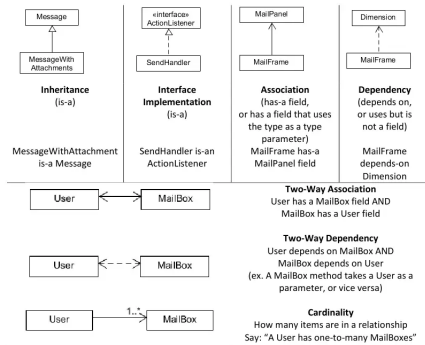 Message
MessageWith
Attachments
Inheritance
(is-a)
MessageWithAttachment
is-a Message
«interface»
ActionListener
SendHandler
Interface
Implementation
(is-a)
SendHandler is-an
ActionListener
MailPanel
MailFrame
Association
(has-a field,
or has a field that uses
the type as a type
parameter)
MailFrame has-a
MailPanel field
Dimension
MailFrame
Dependency
(depends on,
or uses but is
not a field)
MailFrame
depends-on
Dimension
User
MailBox
Two-Way Association
User has a MailBox field AND
MailBox has a User field
User
MailBox
Two-Way Dependency
User depends on MailBox AND
MailBox depends on User
(ex. A MailBox method takes a User as a
parameter, or vice versa)
User
1..*
MailBox
Cardinality
How many items are in a relationship
Say: "A User has one-to-many MailBoxes"